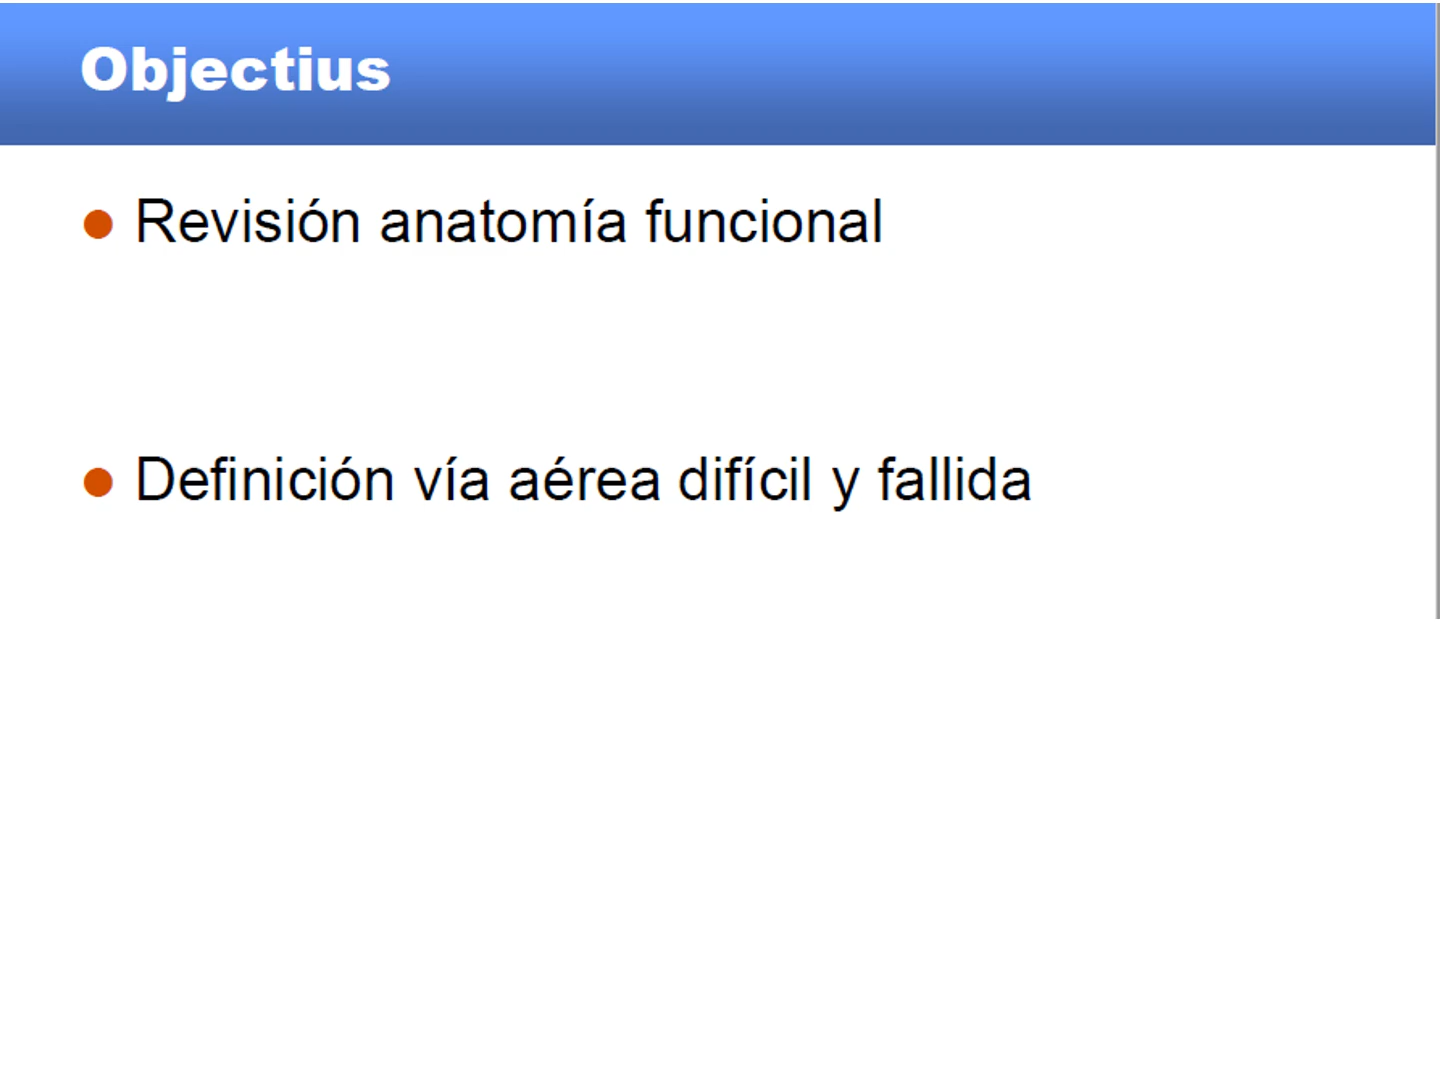 Objectius
● Revisión anatomía funcional
● Definición vía aérea difícil y fallida